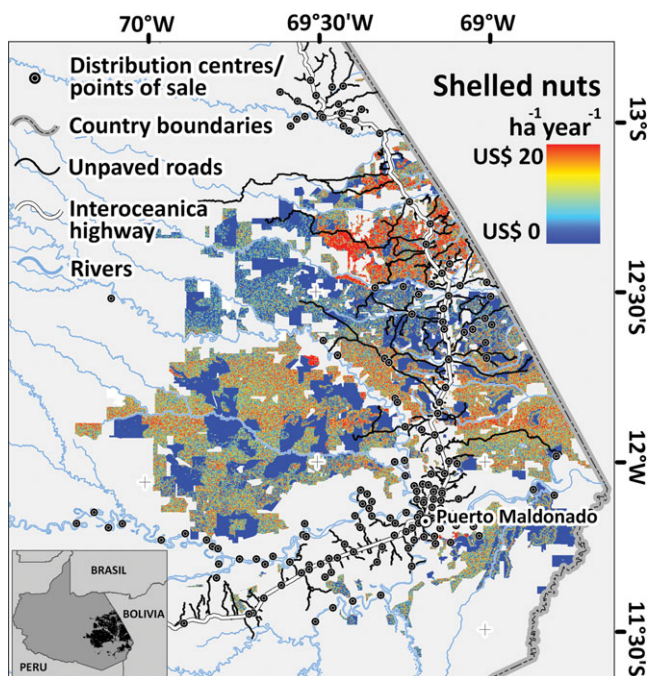 70°W
69°30'W
69°W
Distribution centres/
points of sale
Country boundaries
Unpaved roads
Interoceanica
highway
Rivers
Shelled nuts
ha⁻¹ year⁻¹
US$ 20
US$ 0
13°S
12°30'S
12°S
11°30'S
Puerto Maldonado
BRASIL
BOLIVIA
PERU